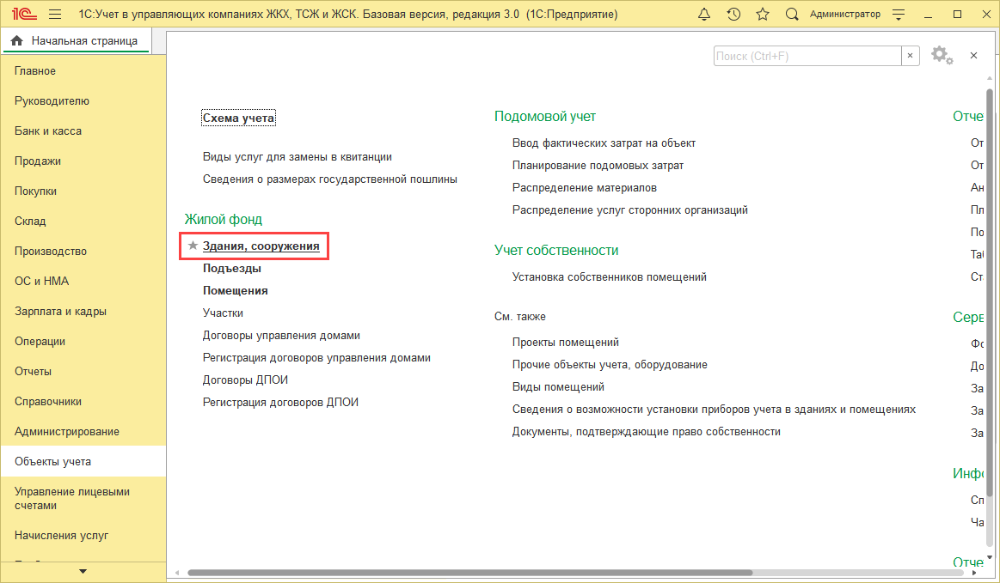 1С:Учет в управляющих компаниях ЖКХ, ТСЖ и ЖСК. Базовая версия, редакция 3.0 (1С:Предприятие)
Администратор
Начальная страница
Поиск (Ctrl+F)
Главное
Руководителю
Банк и касса
Продажи
Покупки
Склад
Производство
ОС и НМА
Зарплата и кадры
Операции
Отчеты
Справочники
Администрирование
Объекты учета
Управление лицевыми
счетами
Начисления услуг
Схема учета
Виды услуг для замены в квитанции
Сведения о размерах государственной пошлины
Жилой фонд
Здания, сооружения
Подъезды
Помещения
Участки
Договоры управления домами
Регистрация договоров управления домами
Договоры ДПОИ
Регистрация договоров ДПОИ
Подомовой учет
Ввод фактических затрат на объект
Планирование подомовых затрат
Распределение материалов
Распределение услуг сторонних организаций
Учет собственности
Установка собственников помещений
См. также
Проекты помещений
Прочие объекты учета, оборудование
Виды помещений
Сведения о возможности установки приборов учета в зданиях и помещениях
Документы, подтверждающие право собственности
Отче
От
От
Ан
Пл
По
Таб
Ст
Серв
Фо
До
За
За
За
Инфо
Сп
Ча
Отче